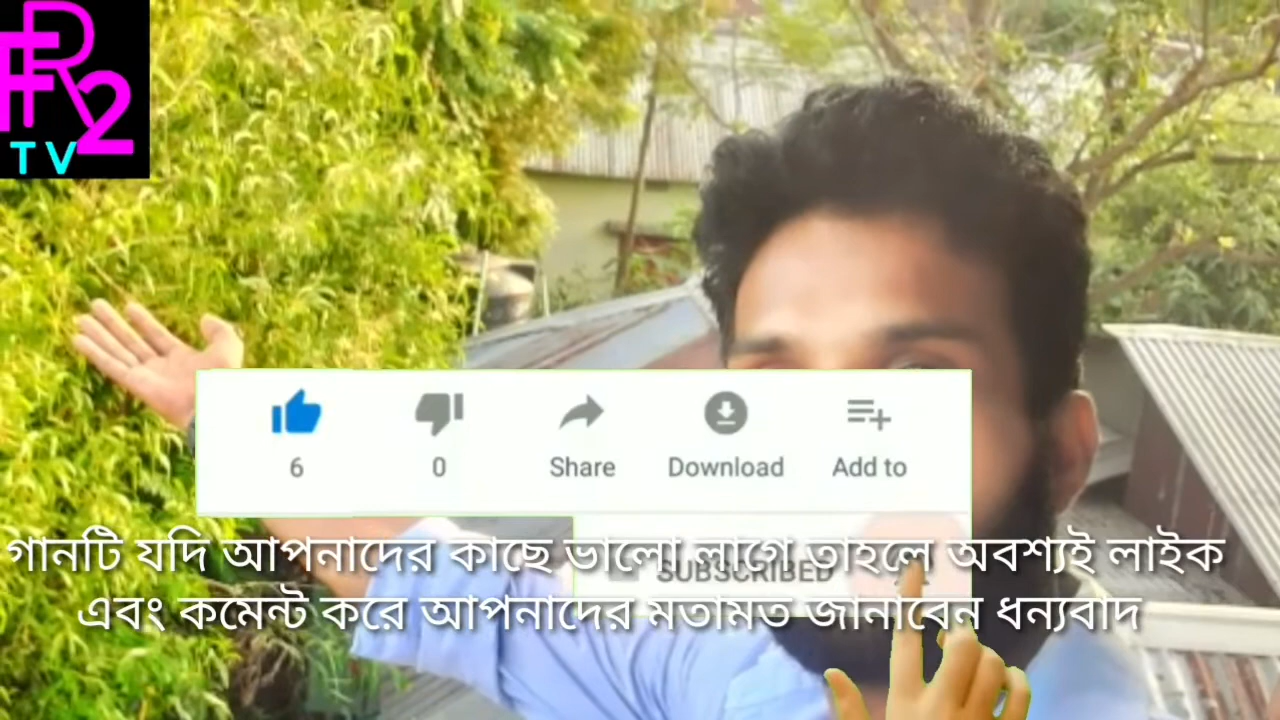 FR2
TV
6 0 Share Download Add to
SUBSCRIBED
গানটি যদি আপনাদের কাছে ভালো লাগে তাহলে অবশ্যই লাইক
এবং কমেন্ট করে আপনাদের মতামত জানাবেন ধন্যবাদ